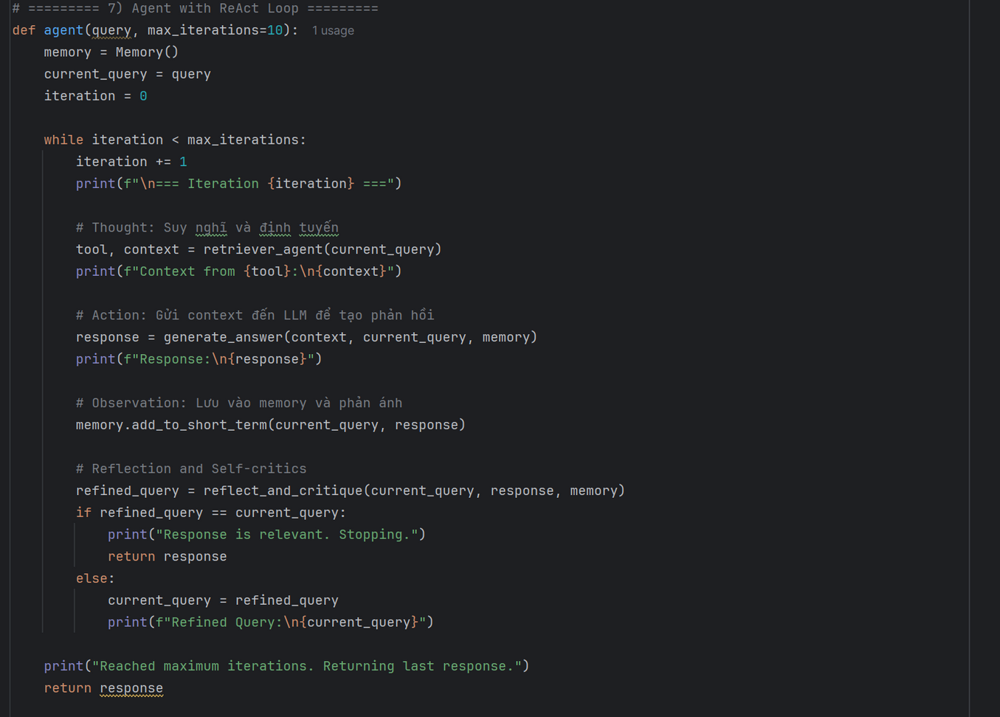 # ========= 7) Agent with ReAct Loop =========
def agent(query, max_iterations=10): 1 usage
memory = Memory()
current_query = query
iteration = 0
while iteration < max_iterations:
iteration += 1
print(f"\n=== Iteration {iteration} ===")
# Thought: Suy nghĩ và định tuyến
tool, context = retriever_agent(current_query)
print(f"Context from {tool}:\n{context}")
# Action: Gửi context đến LLM để tạo phản hồi
response = generate_answer(context, current_query, memory)
print(f"Response:\n{response}")
# Observation: Lưu vào memory và phản ánh
memory.add_to_short_term(current_query, response)
# Reflection and Self-critics
refined_query = reflect_and_critique(current_query, response, memory)
if refined_query == current_query:
print("Response is relevant. Stopping.")
return response
else:
current_query = refined_query
print(f"Refined Query:\n{current_query}")
print("Reached maximum iterations. Returning last response.")
return response